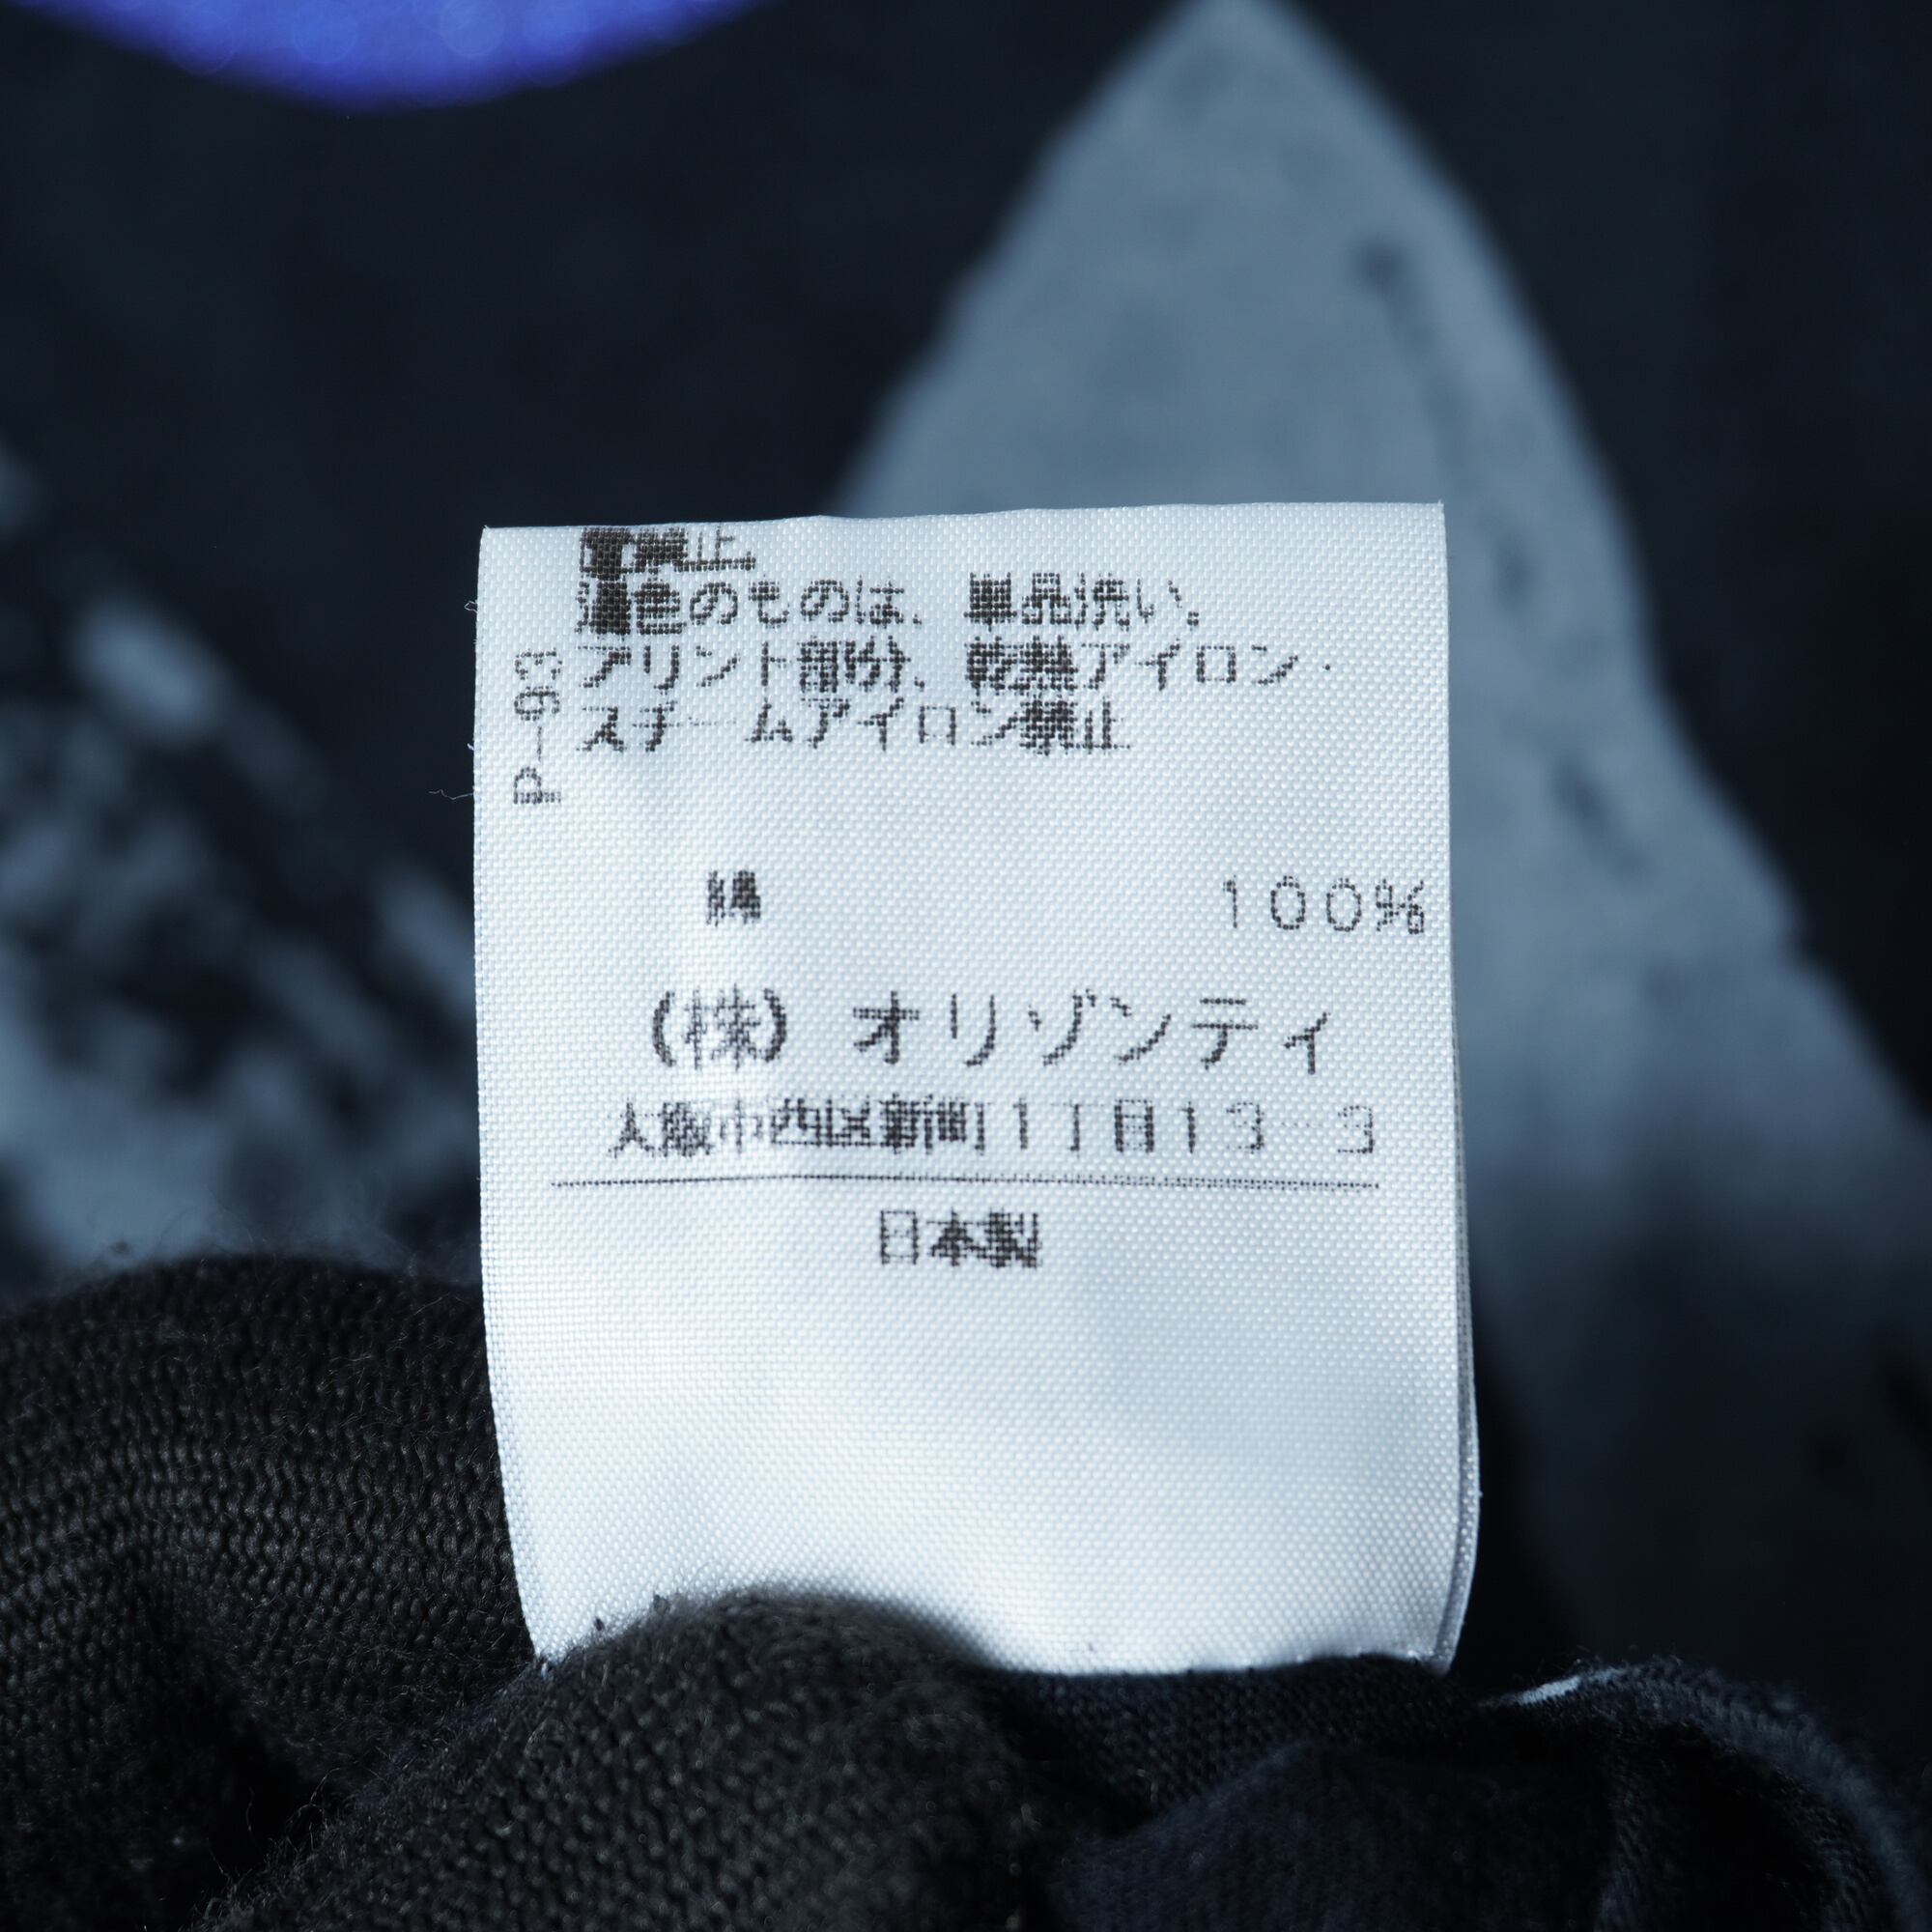 禁止。
濃色のものは、単品洗い。
プリント部分、乾熱アイロン・
スチームアイロン禁止
P-93
綿 100%
(株) オリゾンティ
大阪市西区新町1丁目13-3
日本製